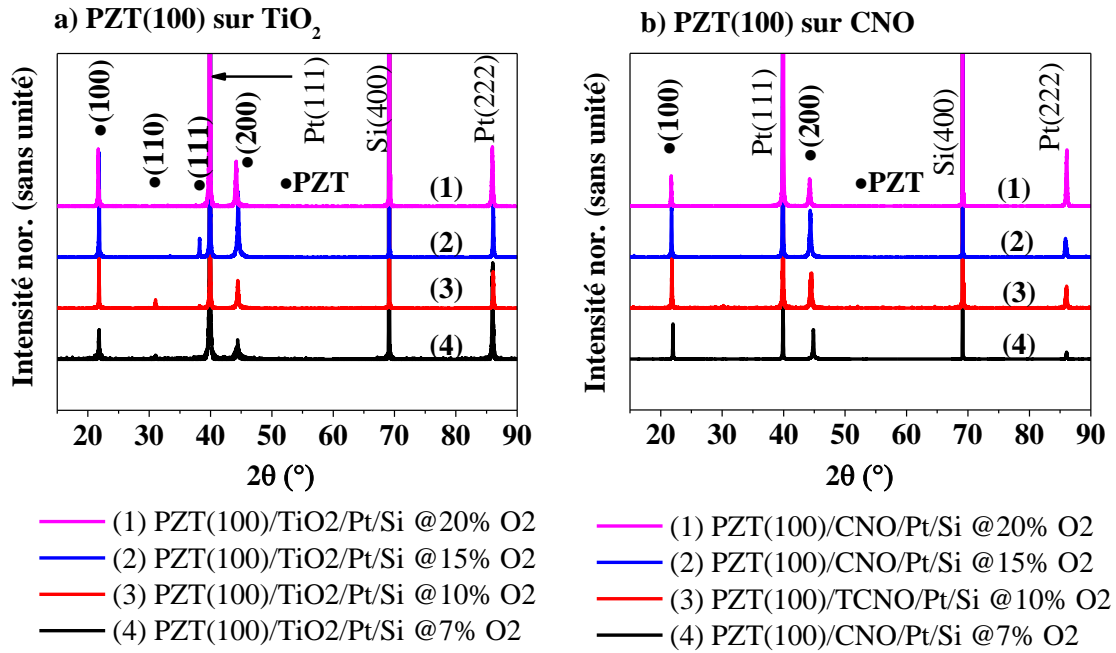 a) PZT(100) sur TiO2
Intensité nor. (sans unité)
●(100)
●(110)
●(111)
●(200)
Pt(111)
Si(400)
Pt(222)
●PZT
(1)
(2)
(3)
(4)
20 30 40 50 60 70 80 90
2θ (°)
(1) PZT(100)/TiO2/Pt/Si @20% O2
(2) PZT(100)/TiO2/Pt/Si @15% O2
(3) PZT(100)/TiO2/Pt/Si @10% O2
(4) PZT(100)/TiO2/Pt/Si @7% O2
b) PZT(100) sur CNO
Intensité nor. (sans unité)
●(100)
Pt(111)
●(200)
Si(400)
Pt(222)
●PZT
(1)
(2)
(3)
(4)
20 30 40 50 60 70 80 90
2θ (°)
(1) PZT(100)/CNO/Pt/Si @20% O2
(2) PZT(100)/CNO/Pt/Si @15% O2
(3) PZT(100)/TCNO/Pt/Si @10% O2
(4) PZT(100)/CNO/Pt/Si @7% O2